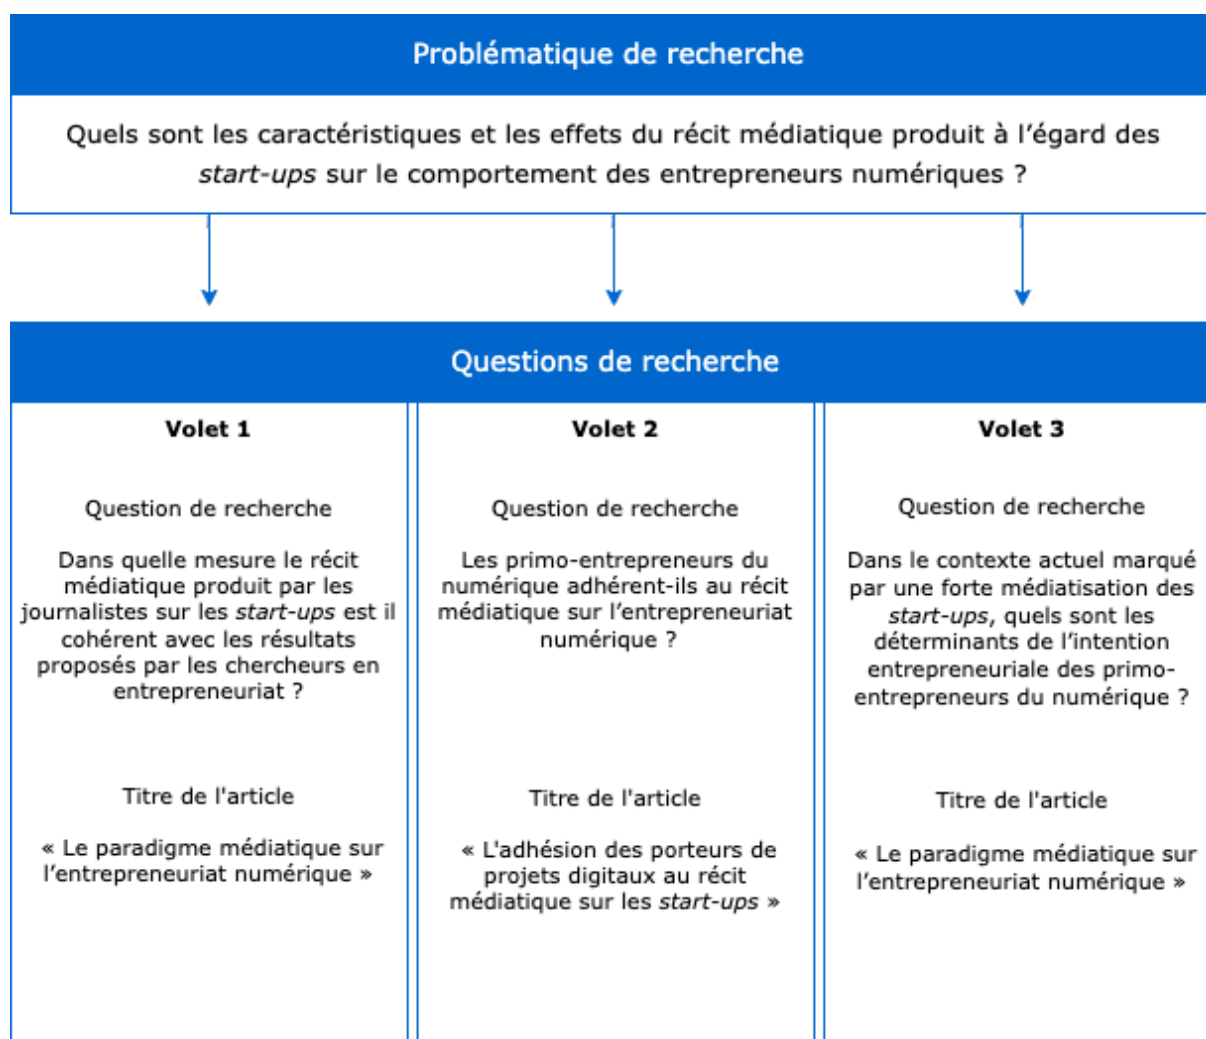 Problématique de recherche
Quels sont les caractéristiques et les effets du récit médiatique produit à l'égard des
start-ups sur le comportement des entrepreneurs numériques ?
Questions de recherche
Volet 1
Question de recherche
Dans quelle mesure le récit
médiatique produit par les
journalistes sur les start-ups est il
cohérent avec les résultats
proposés par les chercheurs en
entrepreneuriat ?
Titre de l'article
« Le paradigme médiatique sur
l'entrepreneuriat numérique »
Volet 2
Question de recherche
Les primo-entrepreneurs du
numérique adhérent-ils au récit
médiatique sur l'entrepreneuriat
numérique ?
Titre de l'article
« L'adhésion des porteurs de
projets digitaux au récit
médiatique sur les start-ups »
Volet 3
Question de recherche
Dans le contexte actuel marqué
par une forte médiatisation des
start-ups, quels sont les
déterminants de l'intention
entrepreneuriale des primo-
entrepreneurs du numérique ?
Titre de l'article
« Le paradigme médiatique sur
l'entrepreneuriat numérique »